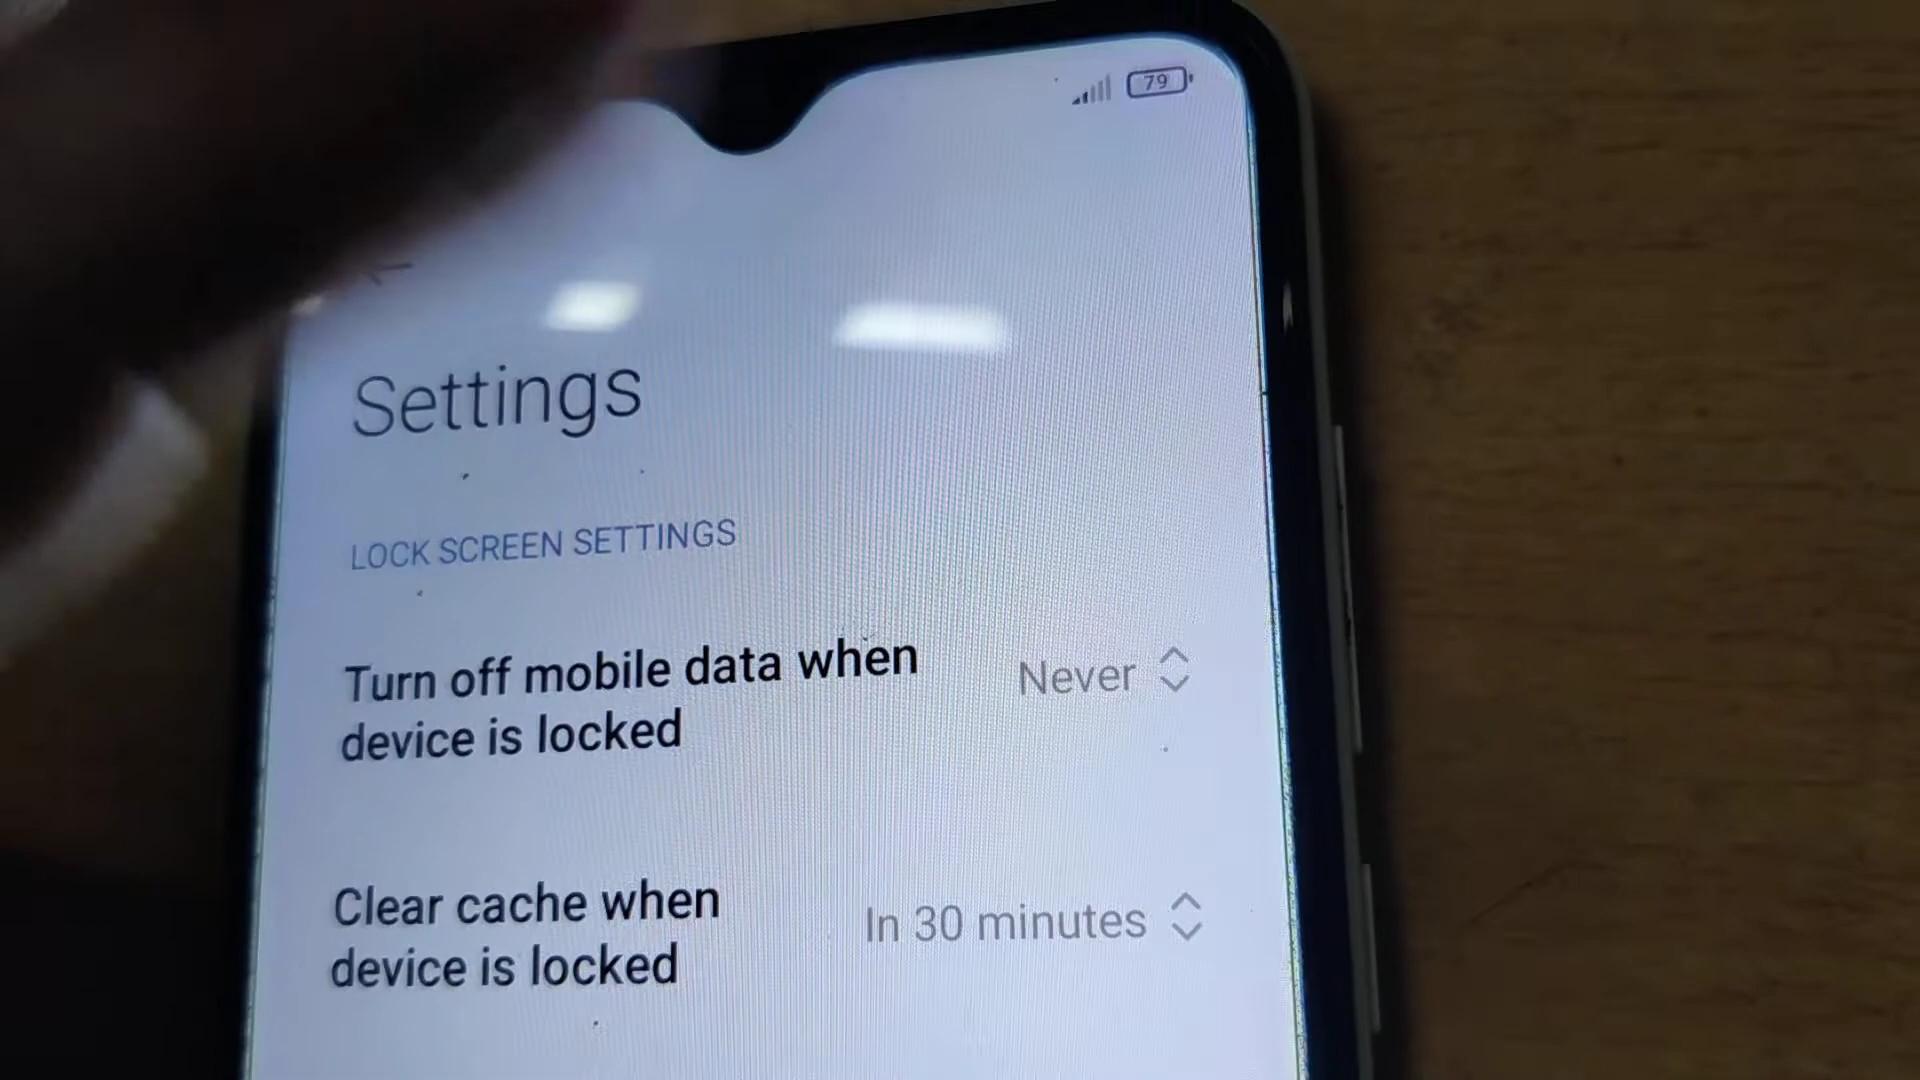 79
Settings
LOCK SCREEN SETTINGS
Turn off mobile data when
device is locked
Never
Clear cache when
device is locked
In 30 minutes